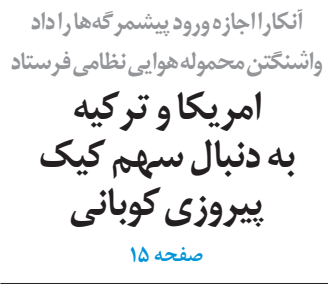 آنکارا اجازه ورود پیشمرگه‌ها را داد
واشنگتن محموله هوایی نظامی فرستاد
امریکا و ترکیه
به دنبال سهم کیک
پیروزی کوبانی
صفحه ۱۵